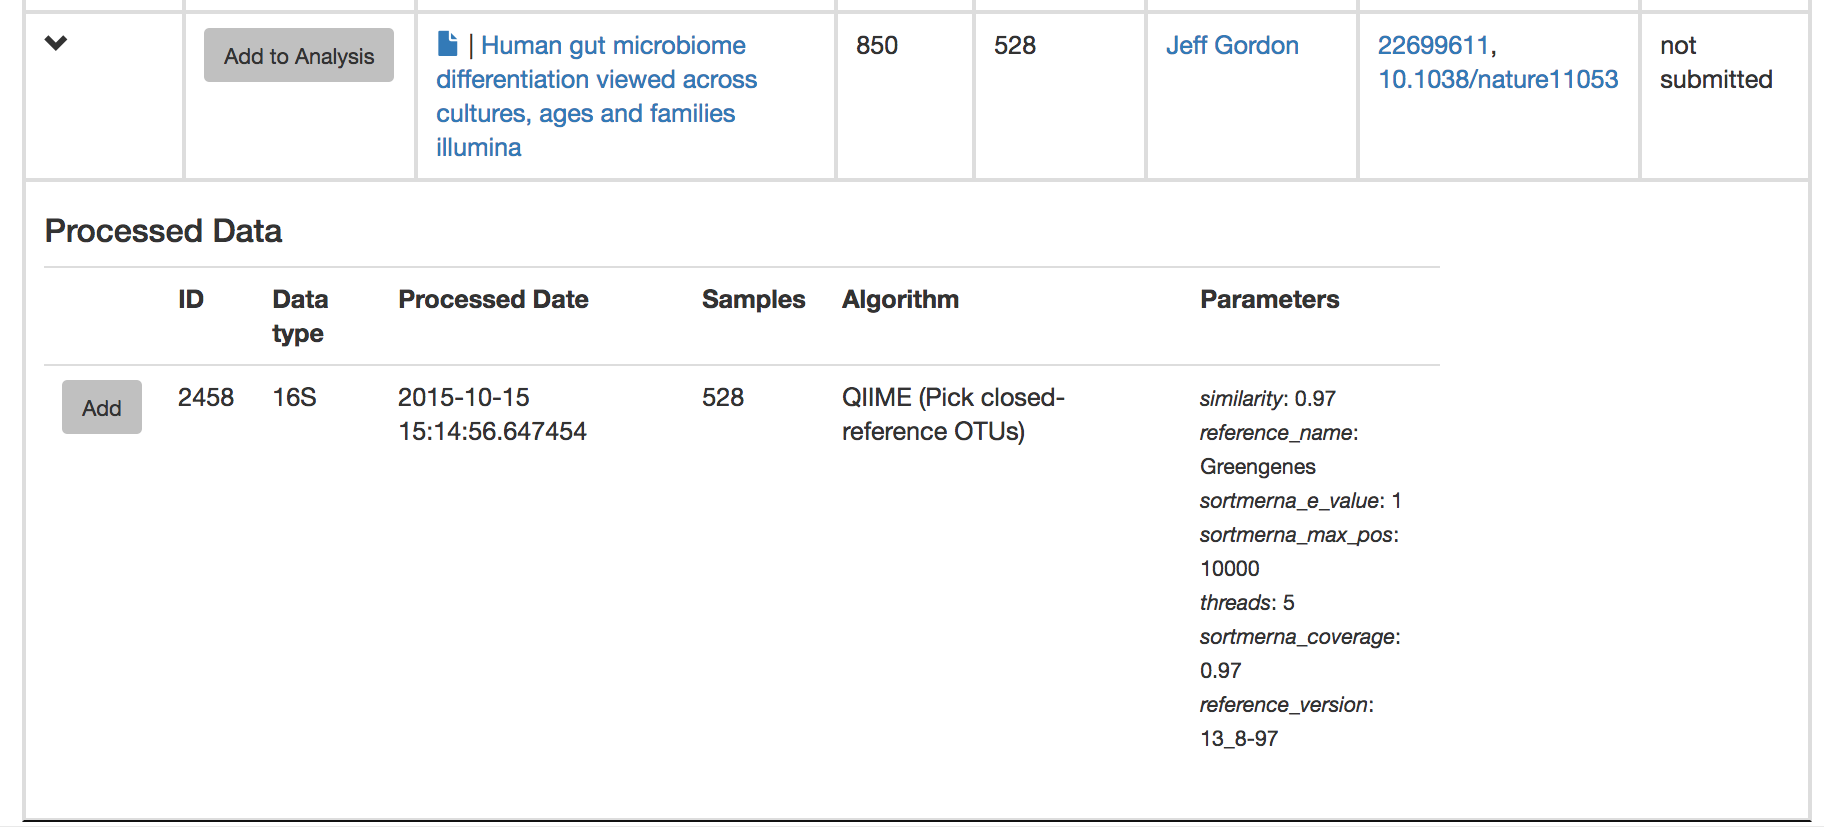 Add to Analysis
| Human gut microbiome
differentiation viewed across
cultures, ages and families
illumina
850
528
Jeff Gordon
22699611,
10.1038/nature11053
not
submitted
Processed Data
ID
Data
type
Processed Date
Samples
Algorithm
Parameters
Add
2458
16S
2015-10-15
15:14:56.647454
528
QIIME (Pick closed-
reference OTUs)
similarity: 0.97
reference_name:
Greengenes
sortmerna_e_value: 1
sortmerna_max_pos:
10000
threads: 5
sortmerna_coverage:
0.97
reference_version:
13_8-97